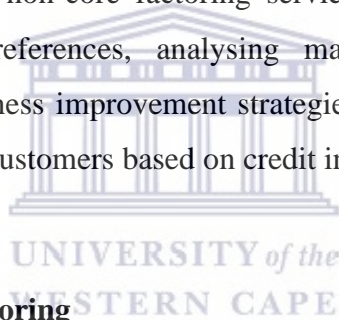 non-core factoring servic
references, analysing ma
ness improvement strategie
ustomers based on credit in
UNIVERSITY of the
oring
WESTERN CAPE